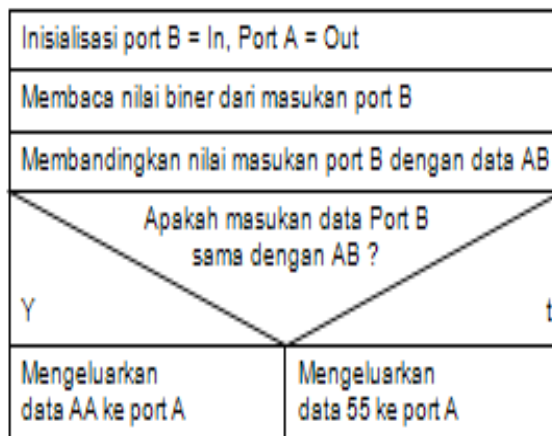 Inisialisasi port B = In, Port A = Out
Membaca nilai biner dari masukan port B
Membandingkan nilai masukan port B dengan data AB
Apakah masukan data Port B
sama dengan AB ?
Y
t
Mengeluarkan
data AA ke port A
Mengeluarkan
data 55 ke port A